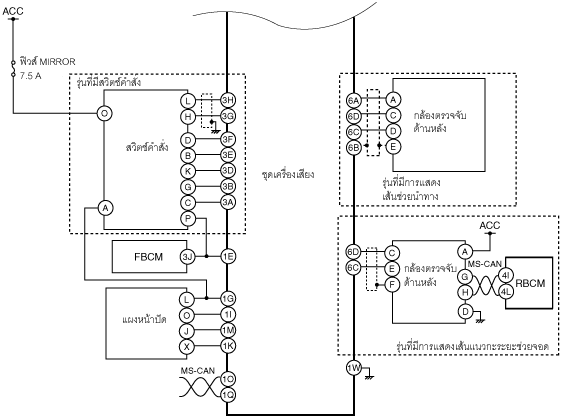 ACC
ฟิวส์ MIRROR
7.5 A
รุ่นที่มีสวิตช์คำสั่ง
O
สวิตช์คำสั่ง
A
L
H
D
B
K
G
C
P
3H
3G
3F
3E
3D
3B
3A
ชุดเครื่องเสียง
FBCM
3J
1E
แผงหน้าปัด
L
O
J
X
1G
1I
1M
1K
MS-CAN
1O
1Q
6A
6D
6C
6B
A
C
D
E
กล้องตรวจจับ
ด้านหลัง
รุ่นที่มีการแสดง
เส้นช่วยนำทาง
ACC
6D
6C
C
E
F
กล้องตรวจจับ
ด้านหลัง
A
G
H
D
MS-CAN
4I
4L
RBCM
รุ่นที่มีการแสดงเส้นแนวกะระยะช่วยจอด
1W